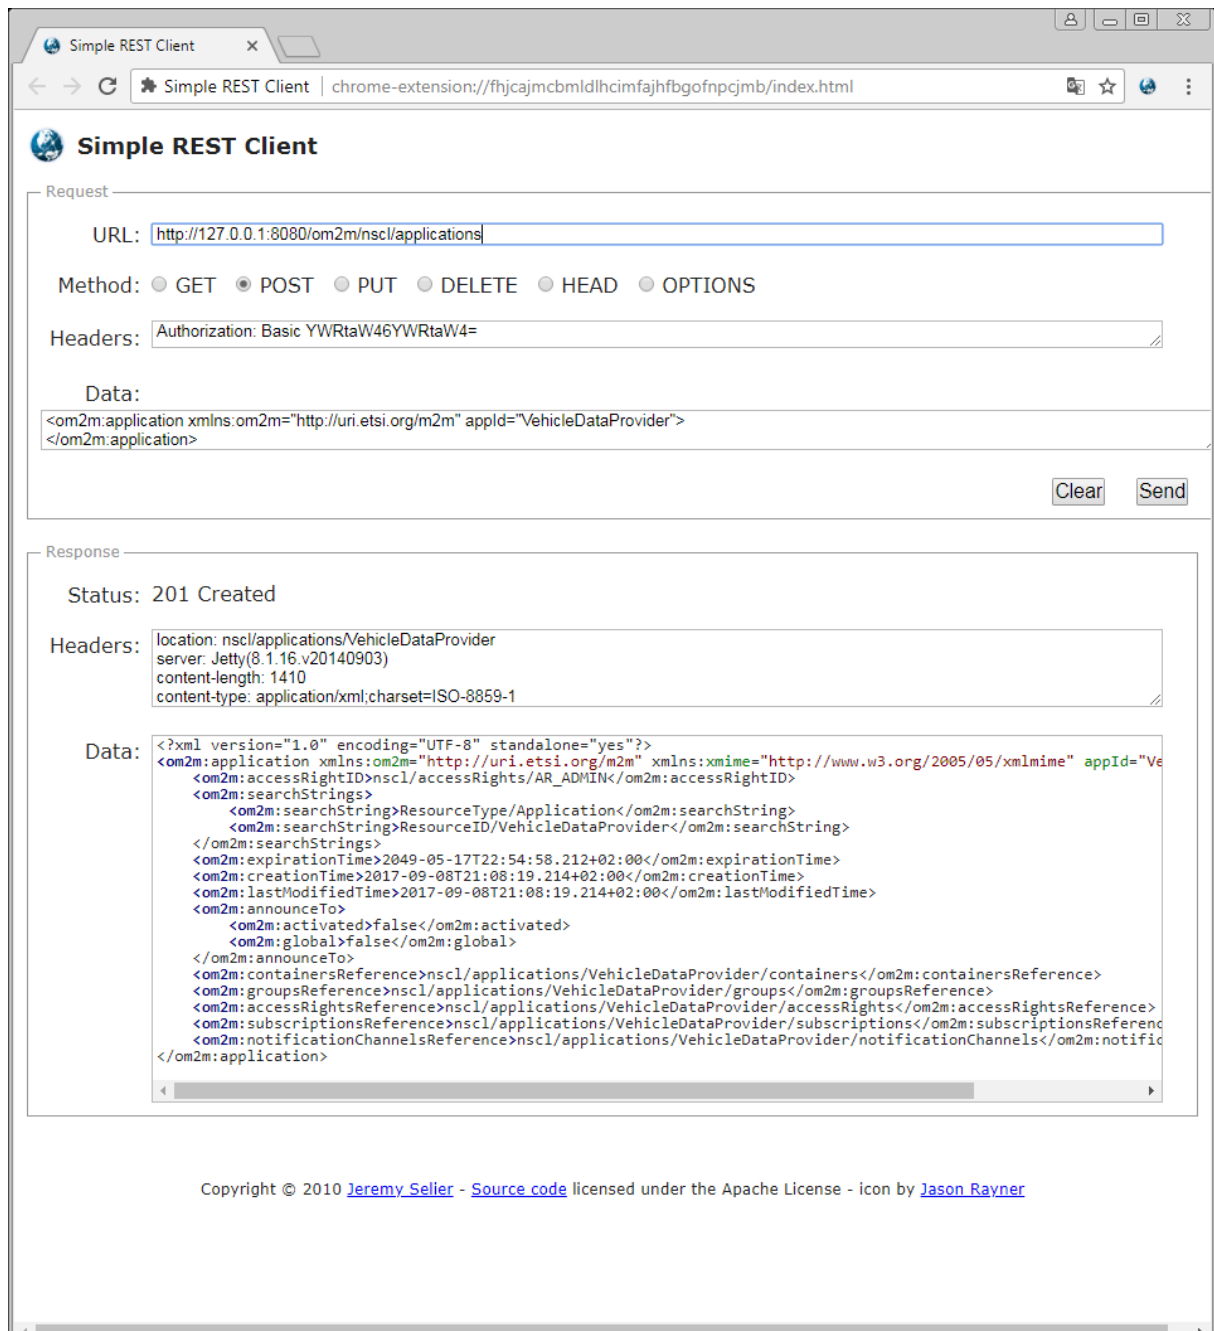 Simple REST Client
Simple REST Client | chrome-extension://fhjcajmcbmldlhcimfajhfbgofnpcjmb/index.html
Simple REST Client
Request
URL: http://127.0.0.1:8080/om2m/nscl/applications
Method: GET POST PUT DELETE HEAD OPTIONS
Headers: Authorization: Basic YWRtaW46YWRtaW4=
Data:
<om2m:application xmlns:om2m="http://uri.etsi.org/m2m" appId="VehicleDataProvider">
</om2m:application>
Clear Send
Response
Status: 201 Created
Headers: location: nscl/applications/VehicleDataProvider
server: Jetty(8.1.16.v20140903)
content-length: 1410
content-type: application/xml;charset=ISO-8859-1
Data: <?xml version="1.0" encoding="UTF-8" standalone="yes"?>
<om2m:application xmlns:om2m="http://uri.etsi.org/m2m" xmlns:xmime="http://www.w3.org/2005/05/xmlmime" appId="Ve
<om2m:accessRightID>nscl/accessRights/AR_ADMIN</om2m:accessRightID>
<om2m:searchStrings>
<om2m:searchString>ResourceType/Application</om2m:searchString>
<om2m:searchString>ResourceID/VehicleDataProvider</om2m:searchString>
</om2m:searchStrings>
<om2m:expirationTime>2049-05-17T22:54:58.212+02:00</om2m:expirationTime>
<om2m:creationTime>2017-09-08T21:08:19.214+02:00</om2m:creationTime>
<om2m:lastModifiedTime>2017-09-08T21:08:19.214+02:00</om2m:lastModifiedTime>
<om2m:announceTo>
<om2m:activated>false</om2m:activated>
<om2m:global>false</om2m:global>
</om2m:announceTo>
<om2m:containersReference>nscl/applications/VehicleDataProvider/containers</om2m:containersReference>
<om2m:groupsReference>nscl/applications/VehicleDataProvider/groups</om2m:groupsReference>
<om2m:accessRightsReference>nscl/applications/VehicleDataProvider/accessRights</om2m:accessRightsReference>
<om2m:subscriptionsReference>nscl/applications/VehicleDataProvider/subscriptions</om2m:subscriptionsReferenc
<om2m:notificationChannelsReference>nscl/applications/VehicleDataProvider/notificationChannels</om2m:notific
</om2m:application>
Copyright © 2010 Jeremy Selier - Source code licensed under the Apache License - icon by Jason Rayner